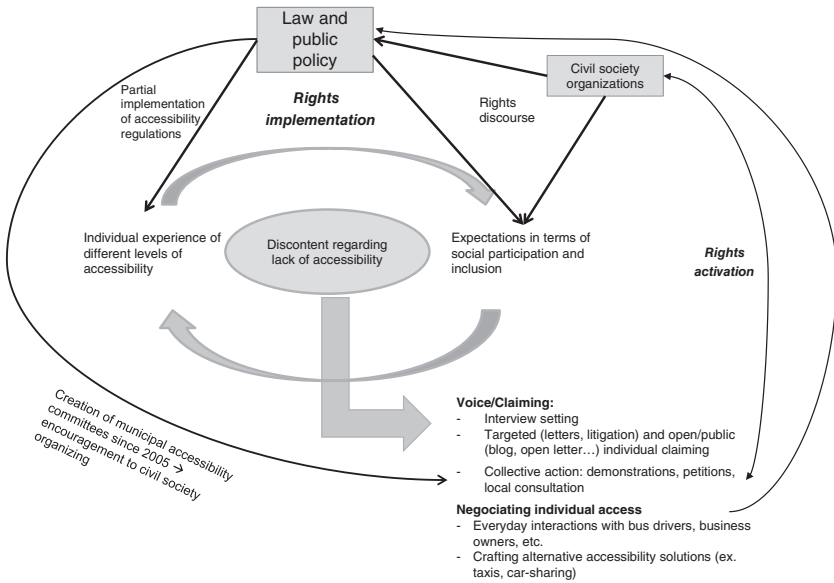 Law and
public
policy
Civil society
organizations
Partial
implementation
of accessibility
regulations
Rights
implementation
Rights
discourse
Individual experience of
different levels of
accessibility
Discontent regarding
lack of accessibility
Expectations in terms of
social participation and
inclusion
Rights
activation
Creation of municipal accessibility
committees since 2005 →
encouragement to civil society
organizing
Voice/Claiming:
- Interview setting
- Targeted (letters, litigation) and open/public
(blog, open letter…) individual claiming
- Collective action: demonstrations, petitions,
local consultation
Negociating individual access
- Everyday interactions with bus drivers, business
owners, etc.
- Crafting alternative accessibility solutions (ex.
taxis, car-sharing)